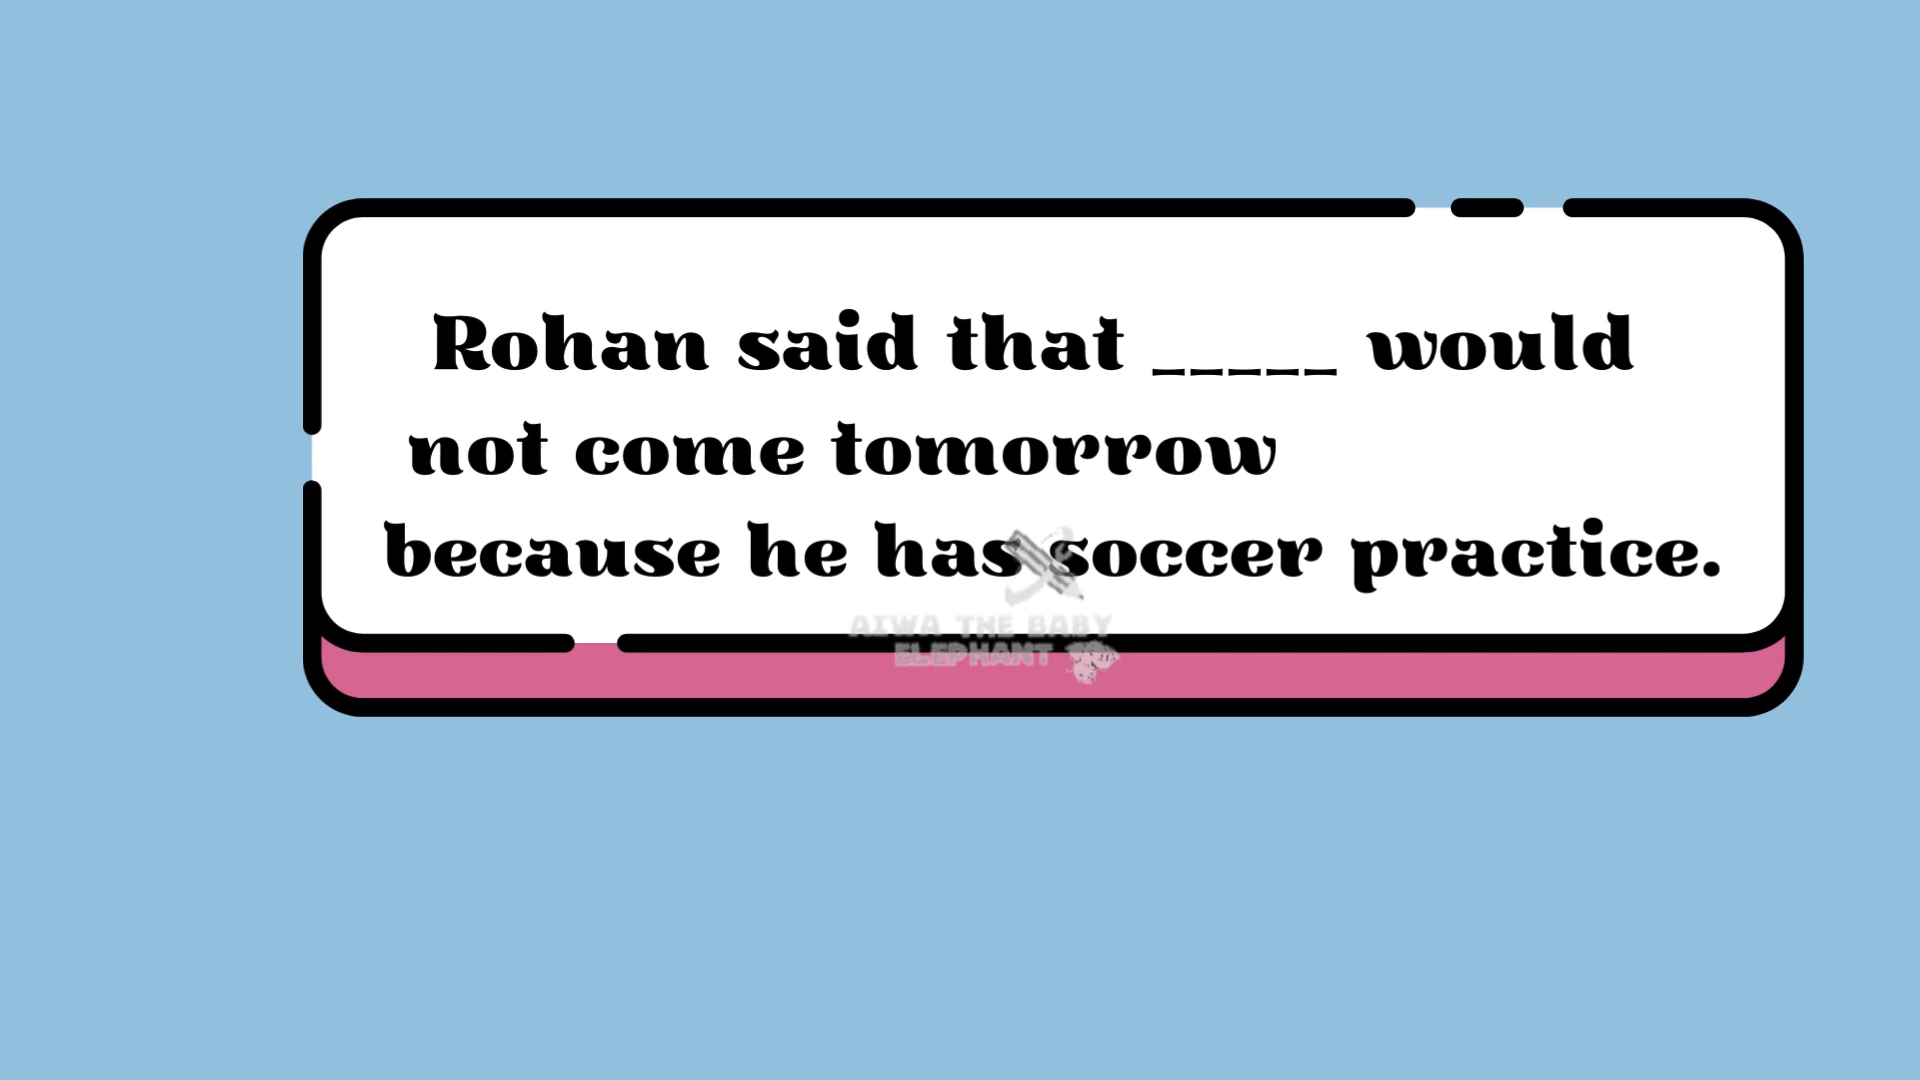 Rohan said that _____ would
not come tomorrow
because he has soccer practice.
AIWA THE BABY
ELEPHANT